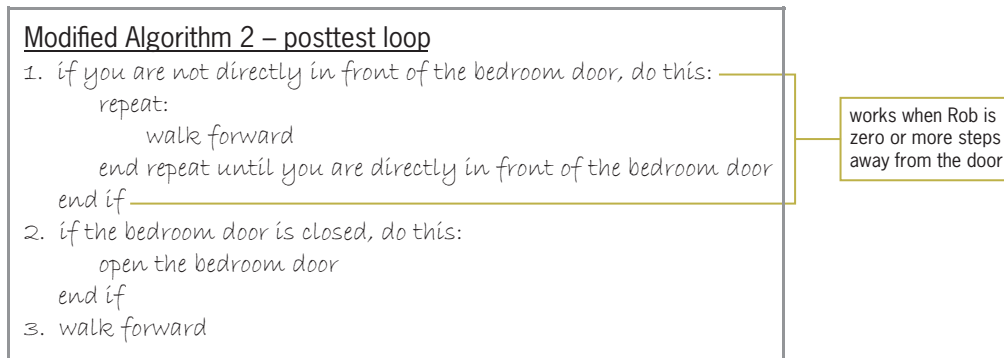 Modified Algorithm 2 – posttest loop
1. if you are not directly in front of the bedroom door, do this:
repeat:
walk forward
end repeat until you are directly in front of the bedroom door
end if
2. if the bedroom door is closed, do this:
open the bedroom door
end if
3. walk forward
works when Rob is
zero or more steps
away from the door